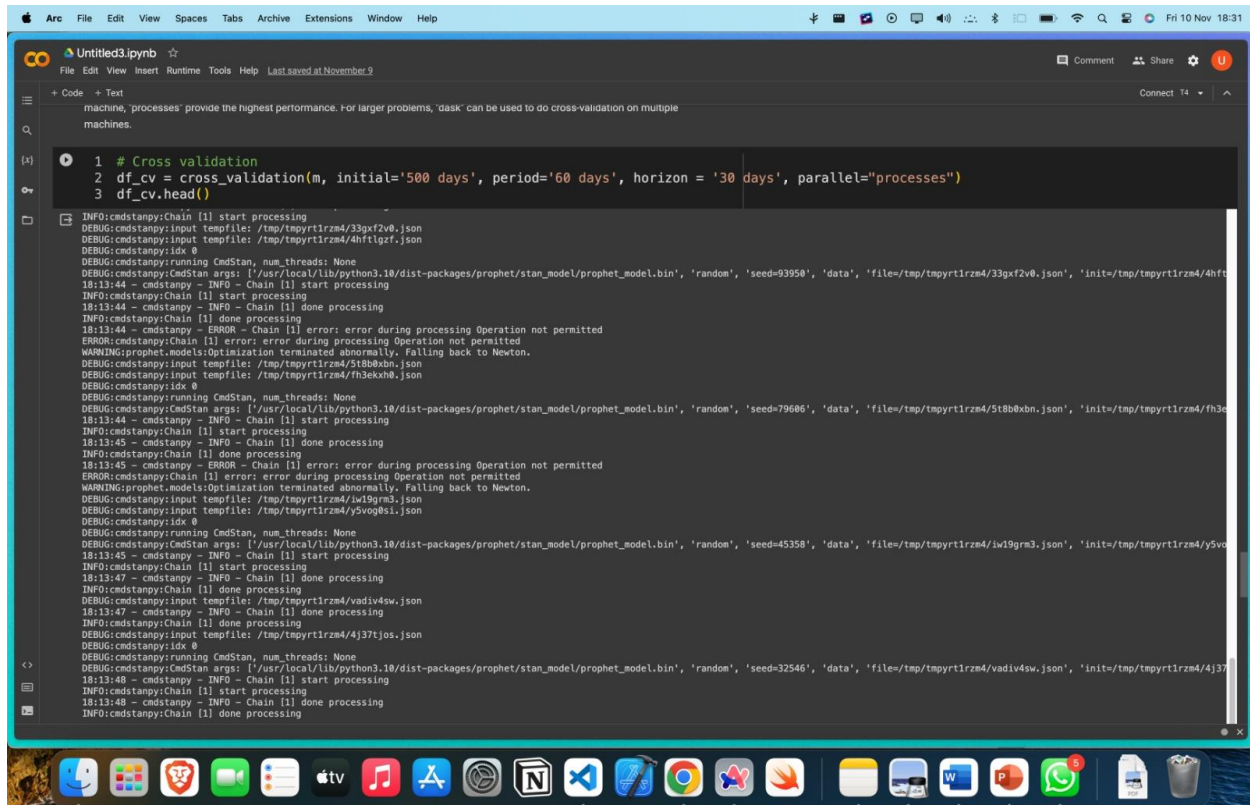 Arc File Edit View Spaces Tabs Archive Extensions Window Help Fri 10 Nov 18:31
CO Untitled3.ipynb
Comment Share U
File Edit View Insert Runtime Tools Help Last saved at November 9
+ Code + Text Connect T4
machine, "processes" provide the highest performance. For larger problems, "dask" can be used to do cross-validation on multiple
machines.
{x}
1 # Cross validation
2 df_cv = cross_validation(m, initial='500 days', period='60 days', horizon = '30 days', parallel="processes")
3 df_cv.head()
INFO:cmdstanpy:Chain [1] start processing
DEBUG:cmdstanpy:input tempfile: /tmp/tmpyrt1rzm4/33gxf2v0.json
DEBUG:cmdstanpy:input tempfile: /tmp/tmpyrt1rzm4/4hftlgzf.json
DEBUG:cmdstanpy:idx 0
DEBUG:cmdstanpy:running CmdStan, num_threads: None
DEBUG:cmdstanpy:CmdStan args: ['/usr/local/lib/python3.10/dist-packages/prophet/stan_model/prophet_model.bin', 'random', 'seed=93950', 'data', 'file=/tmp/tmpyrt1rzm4/33gxf2v0.json', 'init=/tmp/tmpyrt1rzm4/4hft
18:13:44 - cmdstanpy - INFO - Chain [1] start processing
INFO:cmdstanpy:Chain [1] start processing
18:13:44 - cmdstanpy - INFO - Chain [1] done processing
INFO:cmdstanpy:Chain [1] done processing
18:13:44 - cmdstanpy - ERROR - Chain [1] error: error during processing Operation not permitted
ERROR:cmdstanpy:Chain [1] error: error during processing Operation not permitted
WARNING:prophet.models:Optimization terminated abnormally. Falling back to Newton.
DEBUG:cmdstanpy:input tempfile: /tmp/tmpyrt1rzm4/5t8b0xbn.json
DEBUG:cmdstanpy:input tempfile: /tmp/tmpyrt1rzm4/fh3ekxh0.json
DEBUG:cmdstanpy:idx 0
DEBUG:cmdstanpy:running CmdStan, num_threads: None
DEBUG:cmdstanpy:CmdStan args: ['/usr/local/lib/python3.10/dist-packages/prophet/stan_model/prophet_model.bin', 'random', 'seed=79606', 'data', 'file=/tmp/tmpyrt1rzm4/5t8b0xbn.json', 'init=/tmp/tmpyrt1rzm4/fh3e
18:13:44 - cmdstanpy - INFO - Chain [1] start processing
INFO:cmdstanpy:Chain [1] start processing
18:13:45 - cmdstanpy - INFO - Chain [1] done processing
INFO:cmdstanpy:Chain [1] done processing
18:13:45 - cmdstanpy - ERROR - Chain [1] error: error during processing Operation not permitted
ERROR:cmdstanpy:Chain [1] error: error during processing Operation not permitted
WARNING:prophet.models:Optimization terminated abnormally. Falling back to Newton.
DEBUG:cmdstanpy:input tempfile: /tmp/tmpyrt1rzm4/iw19grm3.json
DEBUG:cmdstanpy:input tempfile: /tmp/tmpyrt1rzm4/y5vog0si.json
DEBUG:cmdstanpy:idx 0
DEBUG:cmdstanpy:running CmdStan, num_threads: None
DEBUG:cmdstanpy:CmdStan args: ['/usr/local/lib/python3.10/dist-packages/prophet/stan_model/prophet_model.bin', 'random', 'seed=45358', 'data', 'file=/tmp/tmpyrt1rzm4/iw19grm3.json', 'init=/tmp/tmpyrt1rzm4/y5vo
18:13:45 - cmdstanpy - INFO - Chain [1] start processing
INFO:cmdstanpy:Chain [1] start processing
18:13:47 - cmdstanpy - INFO - Chain [1] done processing
INFO:cmdstanpy:Chain [1] done processing
DEBUG:cmdstanpy:input tempfile: /tmp/tmpyrt1rzm4/vadiv4sw.json
18:13:47 - cmdstanpy - INFO - Chain [1] done processing
INFO:cmdstanpy:Chain [1] done processing
DEBUG:cmdstanpy:input tempfile: /tmp/tmpyrt1rzm4/4j37tjos.json
DEBUG:cmdstanpy:idx 0
DEBUG:cmdstanpy:running CmdStan, num_threads: None
DEBUG:cmdstanpy:CmdStan args: ['/usr/local/lib/python3.10/dist-packages/prophet/stan_model/prophet_model.bin', 'random', 'seed=32546', 'data', 'file=/tmp/tmpyrt1rzm4/vadiv4sw.json', 'init=/tmp/tmpyrt1rzm4/4j37
18:13:48 - cmdstanpy - INFO - Chain [1] start processing
INFO:cmdstanpy:Chain [1] start processing
18:13:48 - cmdstanpy - INFO - Chain [1] done processing
INFO:cmdstanpy:Chain [1] done processing
tv N W P 5 PDF